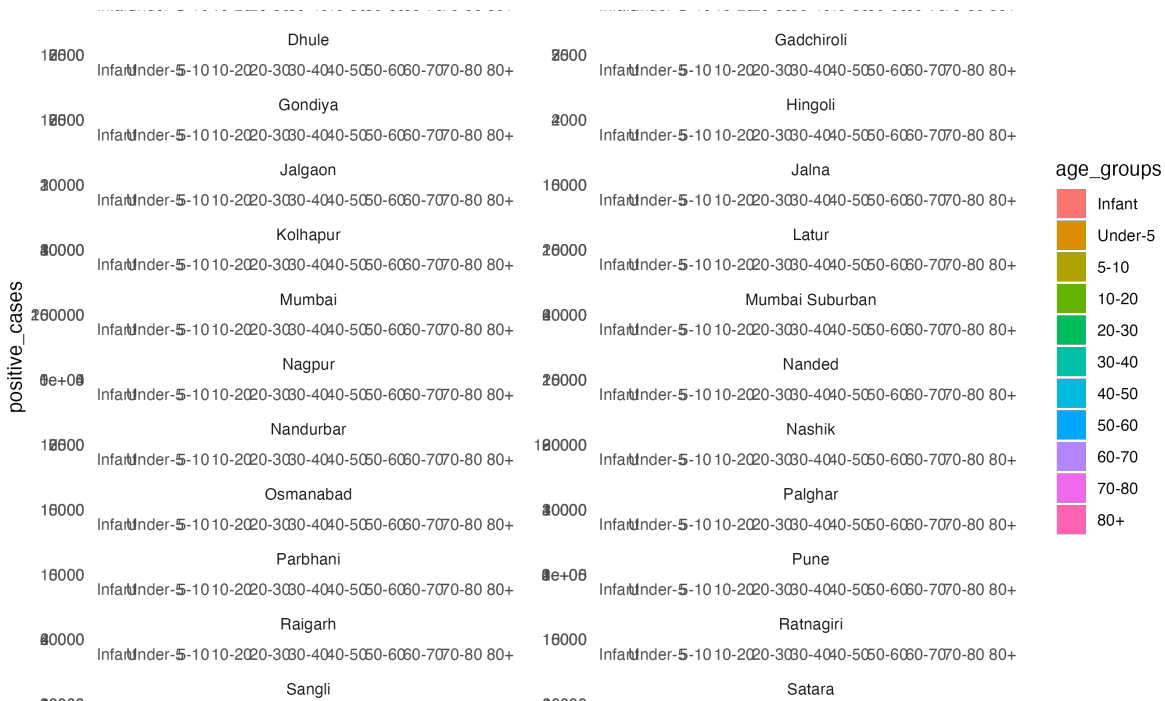 Dhule Gadchiroli
Infant Under-5 5-10 10-20 20-30 30-40 40-50 50-60 60-70 70-80 80+ Infant Under-5 5-10 10-20 20-30 30-40 40-50 50-60 60-70 70-80 80+
Gondiya Hingoli
Infant Under-5 5-10 10-20 20-30 30-40 40-50 50-60 60-70 70-80 80+ Infant Under-5 5-10 10-20 20-30 30-40 40-50 50-60 60-70 70-80 80+
Jalgaon Jalna
Infant Under-5 5-10 10-20 20-30 30-40 40-50 50-60 60-70 70-80 80+ Infant Under-5 5-10 10-20 20-30 30-40 40-50 50-60 60-70 70-80 80+
Kolhapur Latur
Infant Under-5 5-10 10-20 20-30 30-40 40-50 50-60 60-70 70-80 80+ Infant Under-5 5-10 10-20 20-30 30-40 40-50 50-60 60-70 70-80 80+
Mumbai Mumbai Suburban
Infant Under-5 5-10 10-20 20-30 30-40 40-50 50-60 60-70 70-80 80+ Infant Under-5 5-10 10-20 20-30 30-40 40-50 50-60 60-70 70-80 80+
Nagpur Nanded
Infant Under-5 5-10 10-20 20-30 30-40 40-50 50-60 60-70 70-80 80+ Infant Under-5 5-10 10-20 20-30 30-40 40-50 50-60 60-70 70-80 80+
Nandurbar Nashik
Infant Under-5 5-10 10-20 20-30 30-40 40-50 50-60 60-70 70-80 80+ Infant Under-5 5-10 10-20 20-30 30-40 40-50 50-60 60-70 70-80 80+
Osmanabad Palghar
Infant Under-5 5-10 10-20 20-30 30-40 40-50 50-60 60-70 70-80 80+ Infant Under-5 5-10 10-20 20-30 30-40 40-50 50-60 60-70 70-80 80+
Parbhani Pune
Infant Under-5 5-10 10-20 20-30 30-40 40-50 50-60 60-70 70-80 80+ Infant Under-5 5-10 10-20 20-30 30-40 40-50 50-60 60-70 70-80 80+
Raigarh Ratnagiri
Infant Under-5 5-10 10-20 20-30 30-40 40-50 50-60 60-70 70-80 80+ Infant Under-5 5-10 10-20 20-30 30-40 40-50 50-60 60-70 70-80 80+
Sangli Satara
positive_cases
age_groups
Infant
Under-5
5-10
10-20
20-30
30-40
40-50
50-60
60-70
70-80
80+